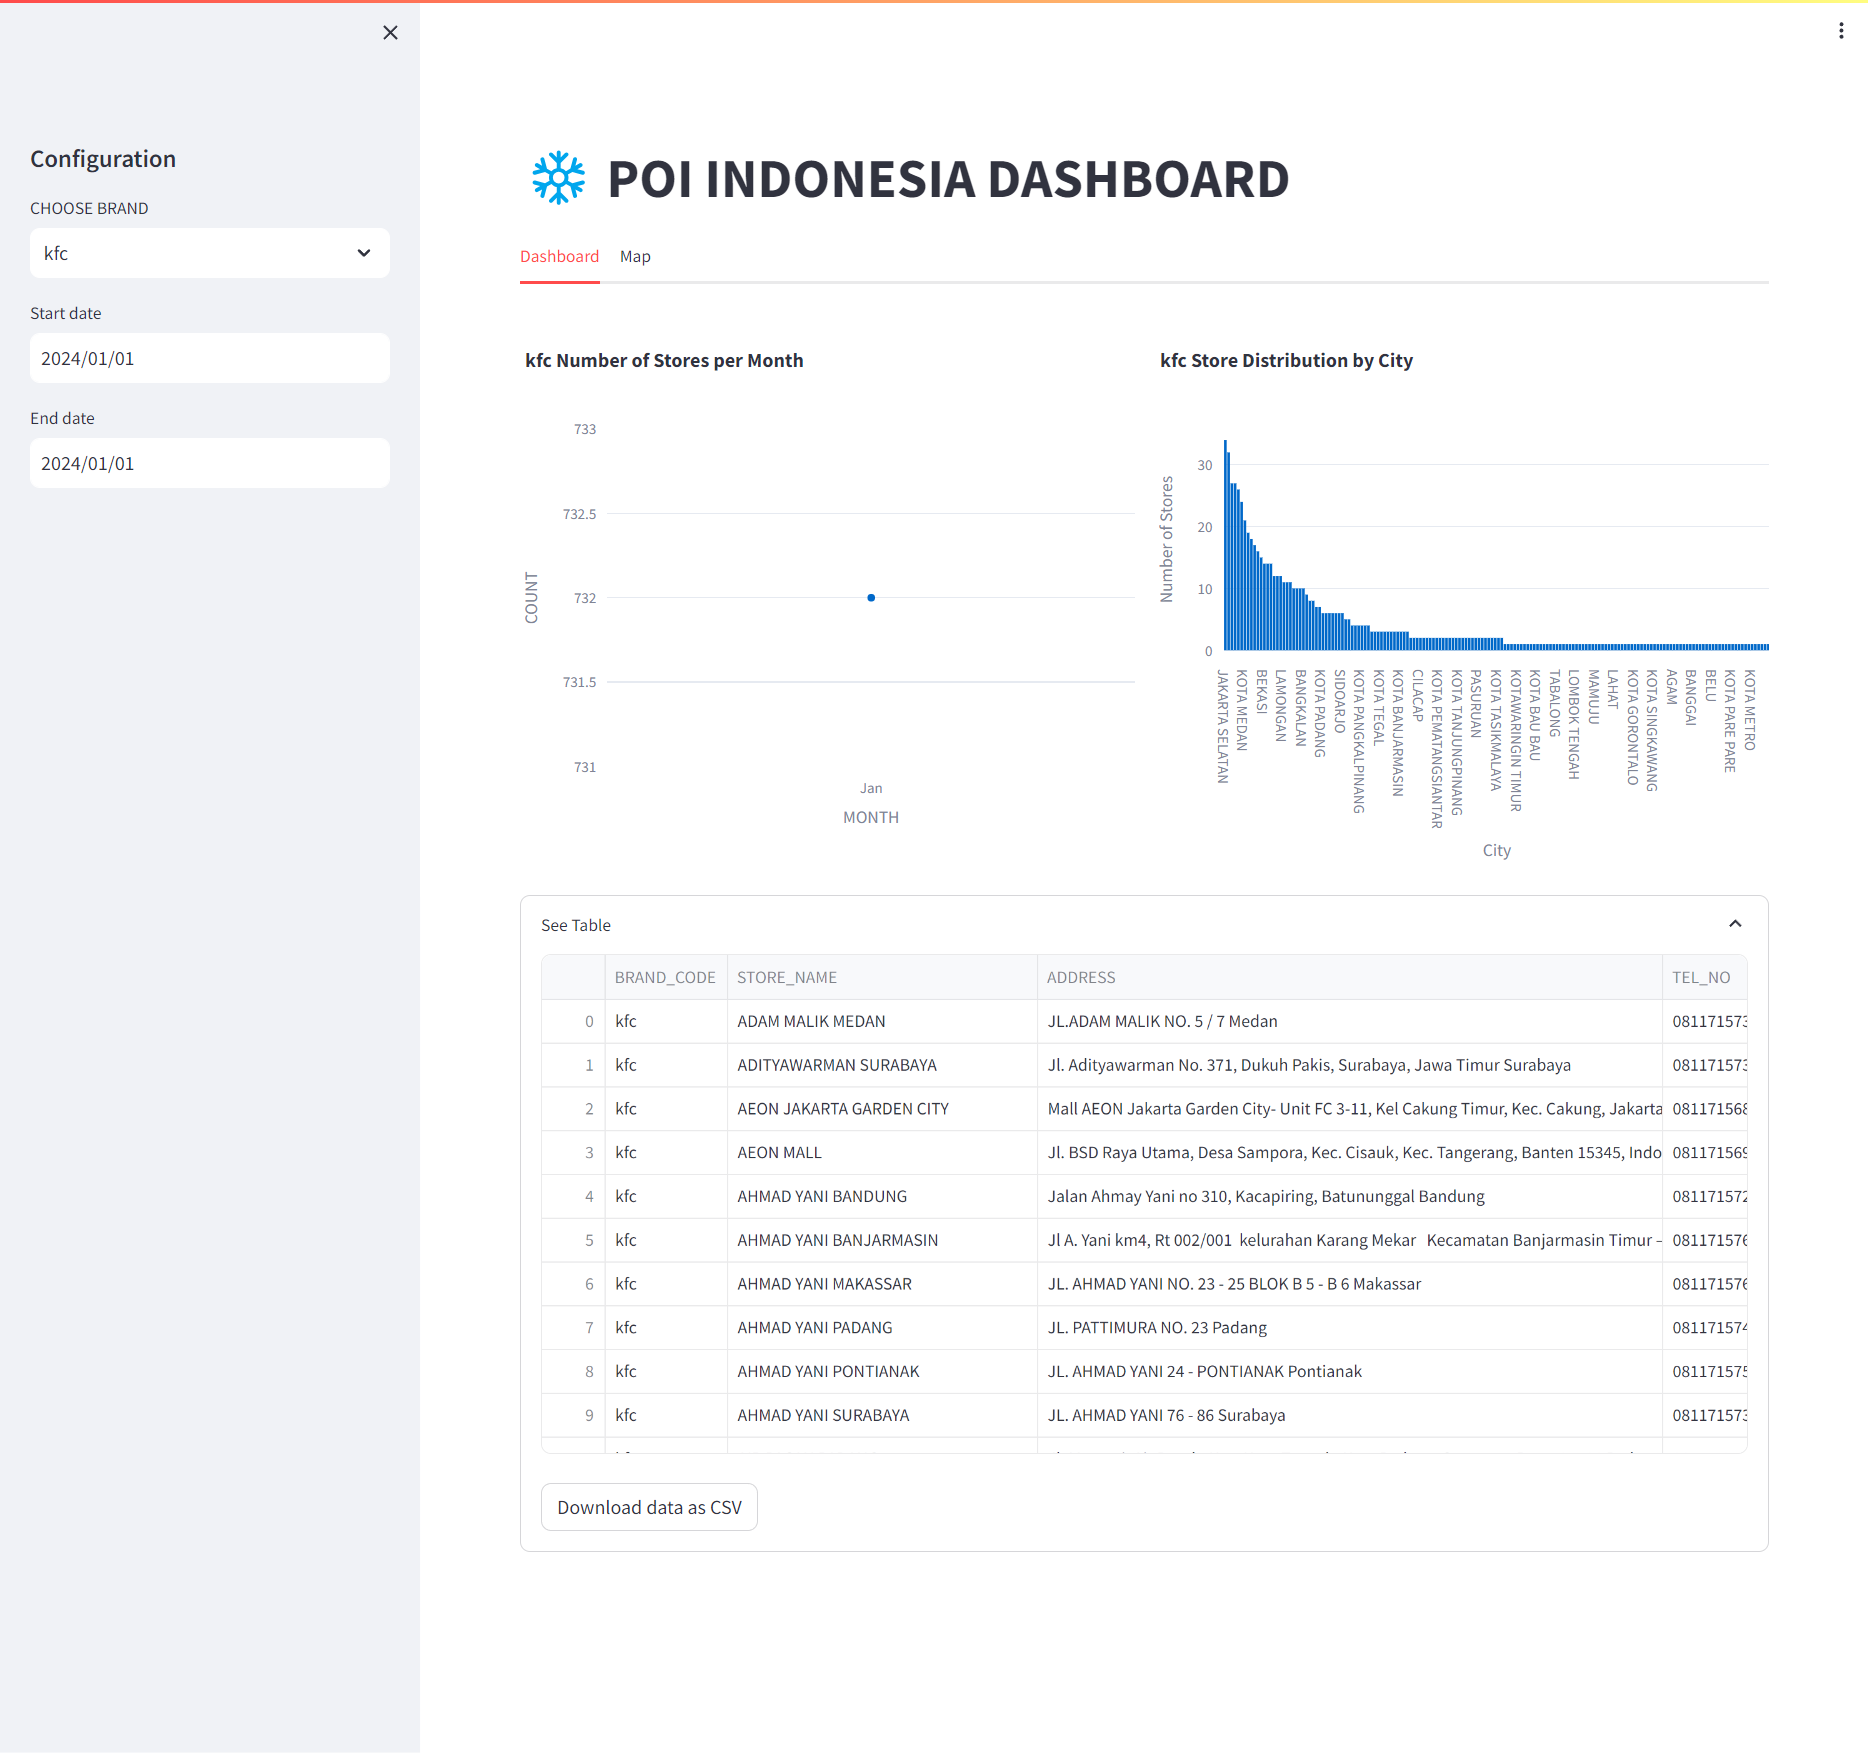 Configuration
CHOOSE BRAND
kfc
Start date
2024/01/01
End date
2024/01/01
POI INDONESIA DASHBOARD
Dashboard Map
kfc Number of Stores per Month
733
732.5
732
731.5
731
COUNT
Jan
MONTH
kfc Store Distribution by City
30
20
10
0
Number of Stores
JAKARTA SELATAN
KOTA MEDAN
BEKASI
LAMONGAN
BANGKALAN
KOTA PADANG
SIDOARJO
KOTA PANGKALPINANG
KOTA TEGAL
KOTA BANJARMASIN
CILACAP
KOTA PEMATANGSIANTAR
KOTA TANJUNGPINANG
PASURUAN
KOTA TASIKMALAYA
KOTAWARINGIN TIMUR
KOTA BAU BAU
TABALONG
LOMBOK TENGAH
MAMUJU
LAHAT
KOTA GORONTALO
KOTA SINGKAWANG
AGAM
BANGGAI
BELU
KOTA PARE PARE
KOTA METRO
City
See Table
BRAND_CODE STORE_NAME ADDRESS TEL_NO
0 kfc ADAM MALIK MEDAN JL.ADAM MALIK NO. 5 / 7 Medan 081171573
1 kfc ADITYAWARMAN SURABAYA Jl. Adityawarman No. 371, Dukuh Pakis, Surabaya, Jawa Timur Surabaya 081171573
2 kfc AEON JAKARTA GARDEN CITY Mall AEON Jakarta Garden City- Unit FC 3-11, Kel Cakung Timur, Kec. Cakung, Jakarta 081171568
3 kfc AEON MALL Jl. BSD Raya Utama, Desa Sampora, Kec. Cisauk, Kec. Tangerang, Banten 15345, Indo 081171569
4 kfc AHMAD YANI BANDUNG Jalan Ahmay Yani no 310, Kacapiring, Batununggal Bandung 081171572
5 kfc AHMAD YANI BANJARMASIN Jl A. Yani km4, Rt 002/001 kelurahan Karang Mekar Kecamatan Banjarmasin Timur – 081171576
6 kfc AHMAD YANI MAKASSAR JL. AHMAD YANI NO. 23 - 25 BLOK B 5 - B 6 Makassar 081171576
7 kfc AHMAD YANI PADANG JL. PATTIMURA NO. 23 Padang 081171574
8 kfc AHMAD YANI PONTIANAK JL. AHMAD YANI 24 - PONTIANAK Pontianak 081171575
9 kfc AHMAD YANI SURABAYA JL. AHMAD YANI 76 - 86 Surabaya 081171573
Download data as CSV